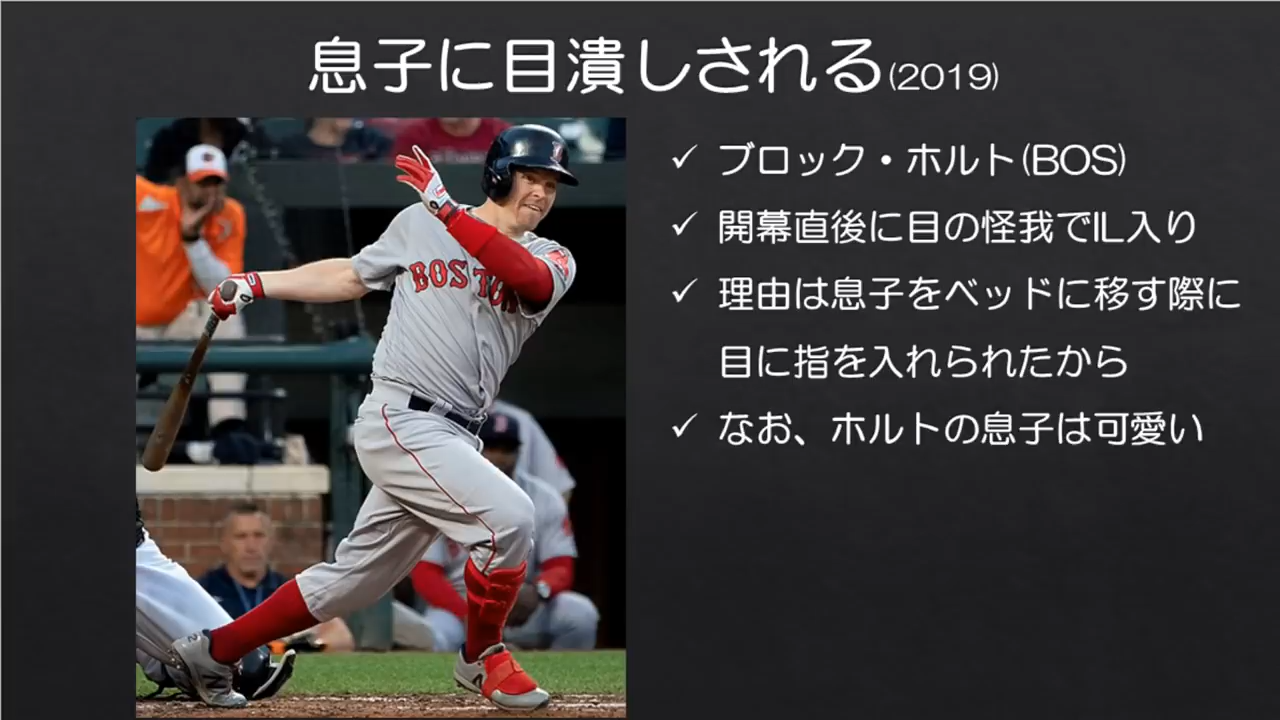 息子に目潰しされる(2019)
✓ ブロック・ホルト(BOS)
✓ 開幕直後に目の怪我でIL入り
✓ 理由は息子をベッドに移す際に
目に指を入れられたから
✓ なお、ホルトの息子は可愛い
BOSTON